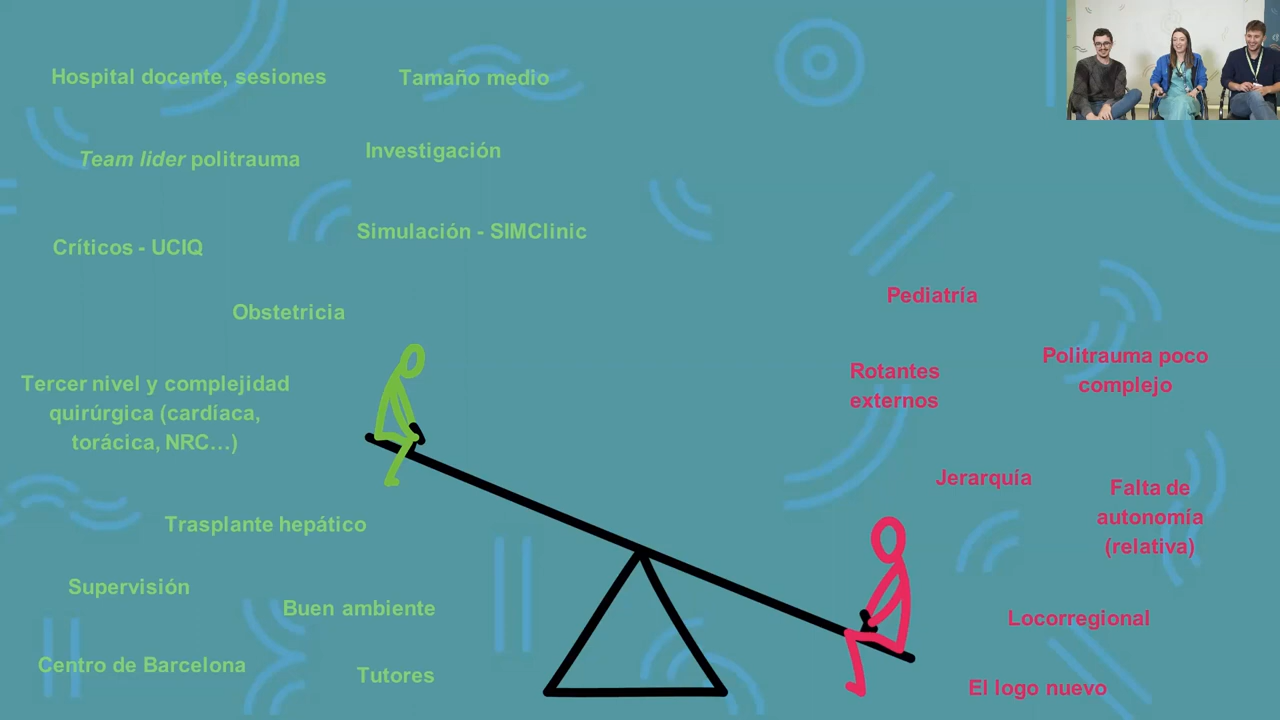 Hospital docente, sesiones
Tamaño medio
Team lider politrauma
Investigación
Críticos - UCIQ
Simulación - SIMClinic
Obstetricia
Tercer nivel y complejidad
quirúrgica (cardíaca,
torácica, NRC...)
Trasplante hepático
Supervisión
Buen ambiente
Centro de Barcelona
Tutores
Pediatría
Politrauma poco
complejo
Rotantes
externos
Jerarquía
Falta de
autonomía
(relativa)
Locorregional
El logo nuevo